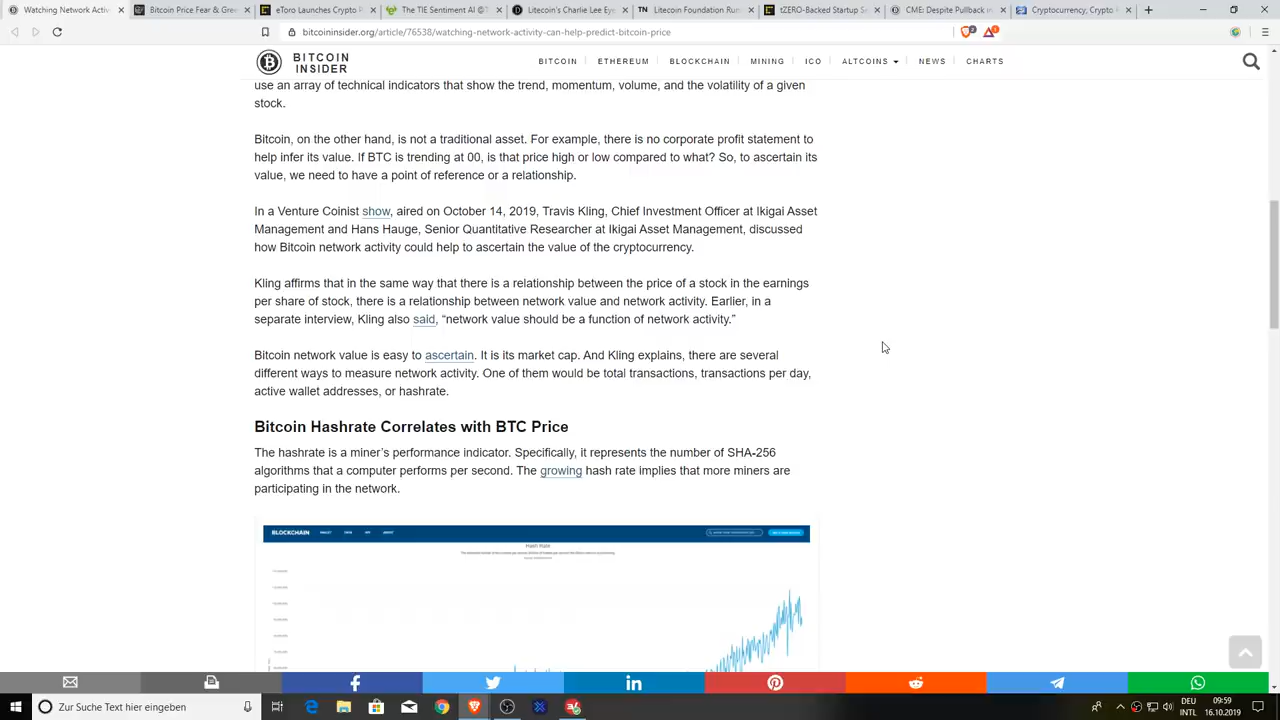 Watching Network Activ
Bitcoin Price Fear & Gre
eToro Launches Crypto P
The TIE Sentiment AI @T
Litecoin's Charlie Lee Eye
Litecoin Foundation Run
tZERO-Backed Startup Se
CME: Despite Pullback in
Cryptocurrency, Crypto P
bitcoininsider.org/article/76538/watching-network-activity-can-help-predict-bitcoin-price
BITCOIN
INSIDER
BITCOIN ETHEREUM BLOCKCHAIN MINING ICO ALTCOINS NEWS CHARTS
use an array of technical indicators that show the trend, momentum, volume, and the volatility of a given
stock.
Bitcoin, on the other hand, is not a traditional asset. For example, there is no corporate profit statement to
help infer its value. If BTC is trending at 00, is that price high or low compared to what? So, to ascertain its
value, we need to have a point of reference or a relationship.
In a Venture Coinist show, aired on October 14, 2019, Travis Kling, Chief Investment Officer at Ikigai Asset
Management and Hans Hauge, Senior Quantitative Researcher at Ikigai Asset Management, discussed
how Bitcoin network activity could help to ascertain the value of the cryptocurrency.
Kling affirms that in the same way that there is a relationship between the price of a stock in the earnings
per share of stock, there is a relationship between network value and network activity. Earlier, in a
separate interview, Kling also said, “network value should be a function of network activity.”
Bitcoin network value is easy to ascertain. It is its market cap. And Kling explains, there are several
different ways to measure network activity. One of them would be total transactions, transactions per day,
active wallet addresses, or hashrate.
Bitcoin Hashrate Correlates with BTC Price
The hashrate is a miner’s performance indicator. Specifically, it represents the number of SHA-256
algorithms that a computer performs per second. The growing hash rate implies that more miners are
participating in the network.
BLOCKCHAIN
Hash Rate
Zur Suche Text hier eingeben
DEU
INTL
09:59
16.10.2019